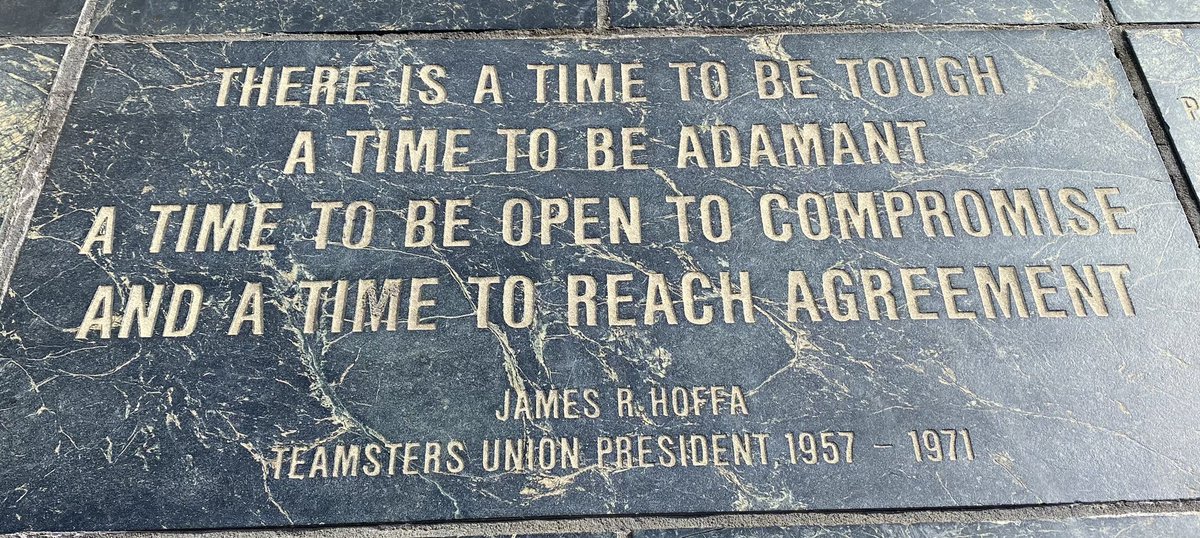 THERE IS A TIME TO BE TOUGH
A TIME TO BE ADAMANT
A TIME TO BE OPEN TO COMPROMISE
AND A TIME TO REACH AGREEMENT
JAMES R. HOFFA
TEAMSTERS UNION PRESIDENT, 1957 - 1971